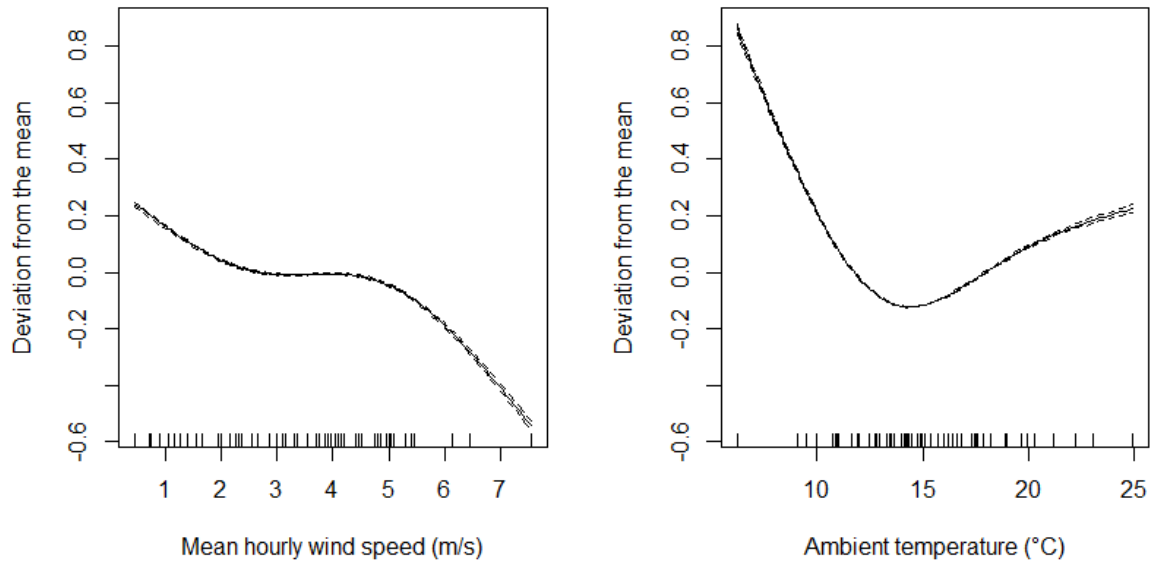 Deviation from the mean
0.8
0.6
0.4
0.2
0.0
-0.2
-0.6
1 2 3 4 5 6 7
Mean hourly wind speed (m/s)
Deviation from the mean
0.8
0.6
0.4
0.2
0.0
-0.2
-0.6
10 15 20 25
Ambient temperature (°C)